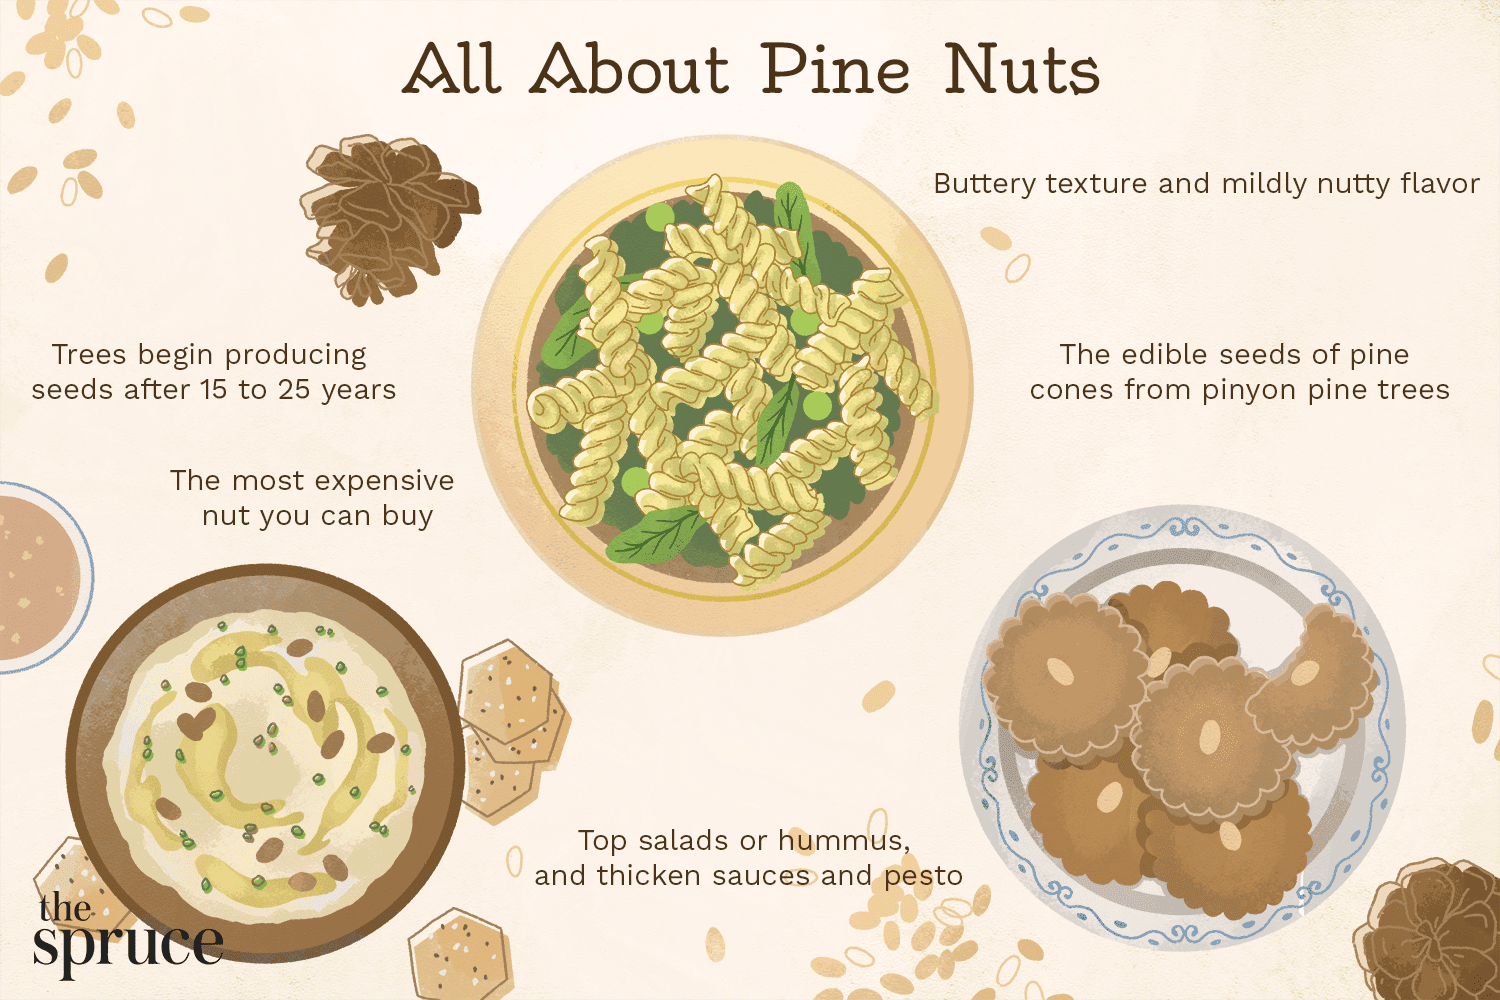 All About Pine Nuts
Buttery texture and mildly nutty flavor
Trees begin producing
seeds after 15 to 25 years
The edible seeds of pine
cones from pinyon pine trees
The most expensive
nut you can buy
Top salads or hummus,
and thicken sauces and pesto
the
spruce